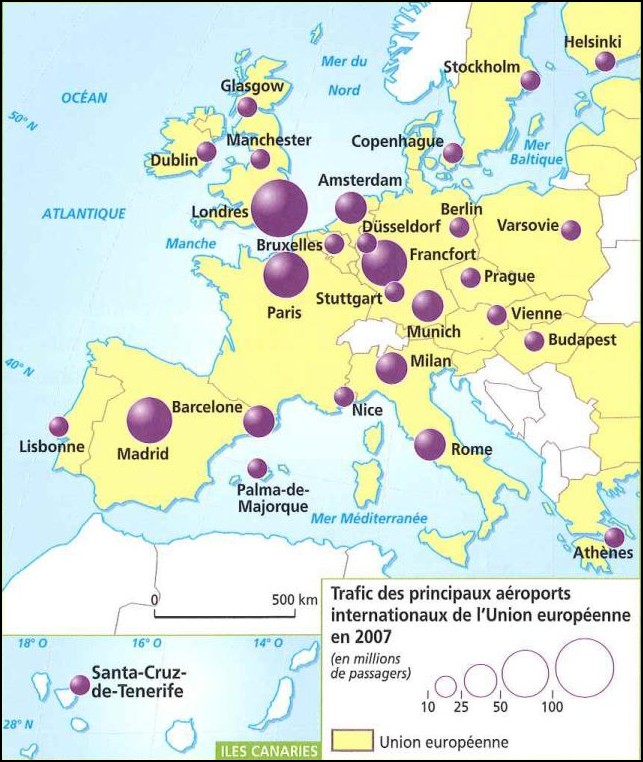 Helsinki
Stockholm
Mer du
Nord
Glasgow
OCÉAN
50° N
Manchester
Copenhague
Mer
Baltique
Dublin
Amsterdam
Londres
ATLANTIQUE
Berlin
Varsovie
Düsseldorf
Manche
Bruxelles
Francfort
Prague
Stuttgart
Paris
Vienne
Munich
Budapest
40° N
Milan
Barcelone
Nice
Lisbonne
Madrid
Rome
Palma-de-
Majorque
Mer Méditerranée
Athènes
0
500 km
Trafic des principaux aéroports
internationaux de l'Union européenne
en 2007
(en millions
de passagers)
10 25 50 100
Union européenne
18° O
16° O
14° O
Santa-Cruz-
de-Tenerife
28° N
ILES CANARIES